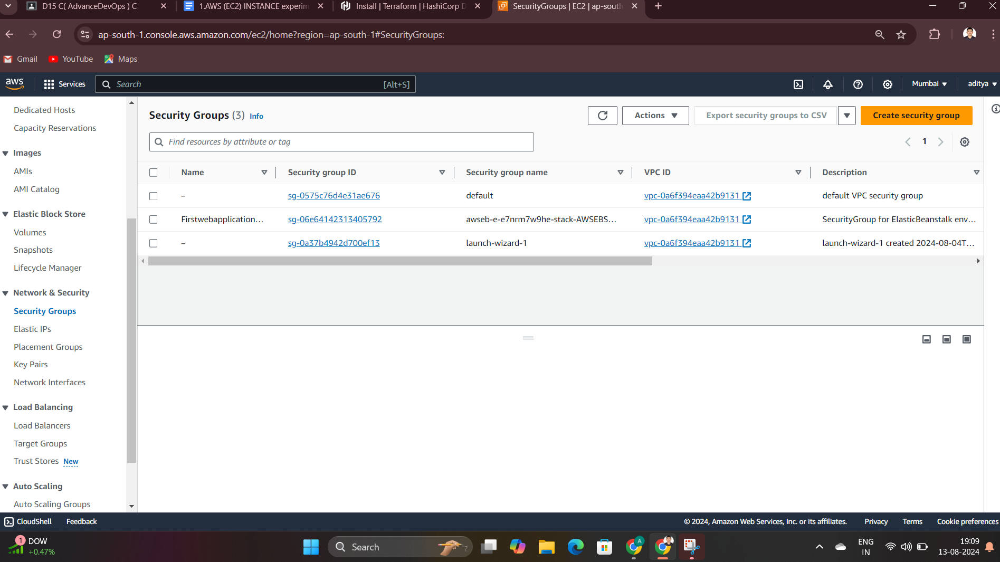 D15 C( AdvanceDevOps ) C
1.AWS (EC2) INSTANCE experim
Install | Terraform | HashiCorp D
SecurityGroups | EC2 | ap-south
ap-south-1.console.aws.amazon.com/ec2/home?region=ap-south-1#SecurityGroups:
Gmail YouTube Maps
aws Services Search [Alt+S] Mumbai aditya
Dedicated Hosts
Capacity Reservations
Images
AMIs
AMI Catalog
Elastic Block Store
Volumes
Snapshots
Lifecycle Manager
Network & Security
Security Groups
Elastic IPs
Placement Groups
Key Pairs
Network Interfaces
Load Balancing
Load Balancers
Target Groups
Trust Stores New
Auto Scaling
Auto Scaling Groups
Security Groups (3) Info
Actions Export security groups to CSV Create security group
Find resources by attribute or tag
1
Name Security group ID Security group name VPC ID Description
– sg-0575c76d4e31ae676 default vpc-0a6f394eaa42b9131 default VPC security group
Firstwebapplication… sg-06e64142313405792 awseb-e-e7nrm7w9he-stack-AWSEBS… vpc-0a6f394eaa42b9131 SecurityGroup for ElasticBeanstalk env…
– sg-0a37b4942d700ef13 launch-wizard-1 vpc-0a6f394eaa42b9131 launch-wizard-1 created 2024-08-04T…
CloudShell Feedback © 2024, Amazon Web Services, Inc. or its affiliates. Privacy Terms Cookie preferences
1 DOW
+0.47%
Search
A
ENG
IN
19:09
13-08-2024